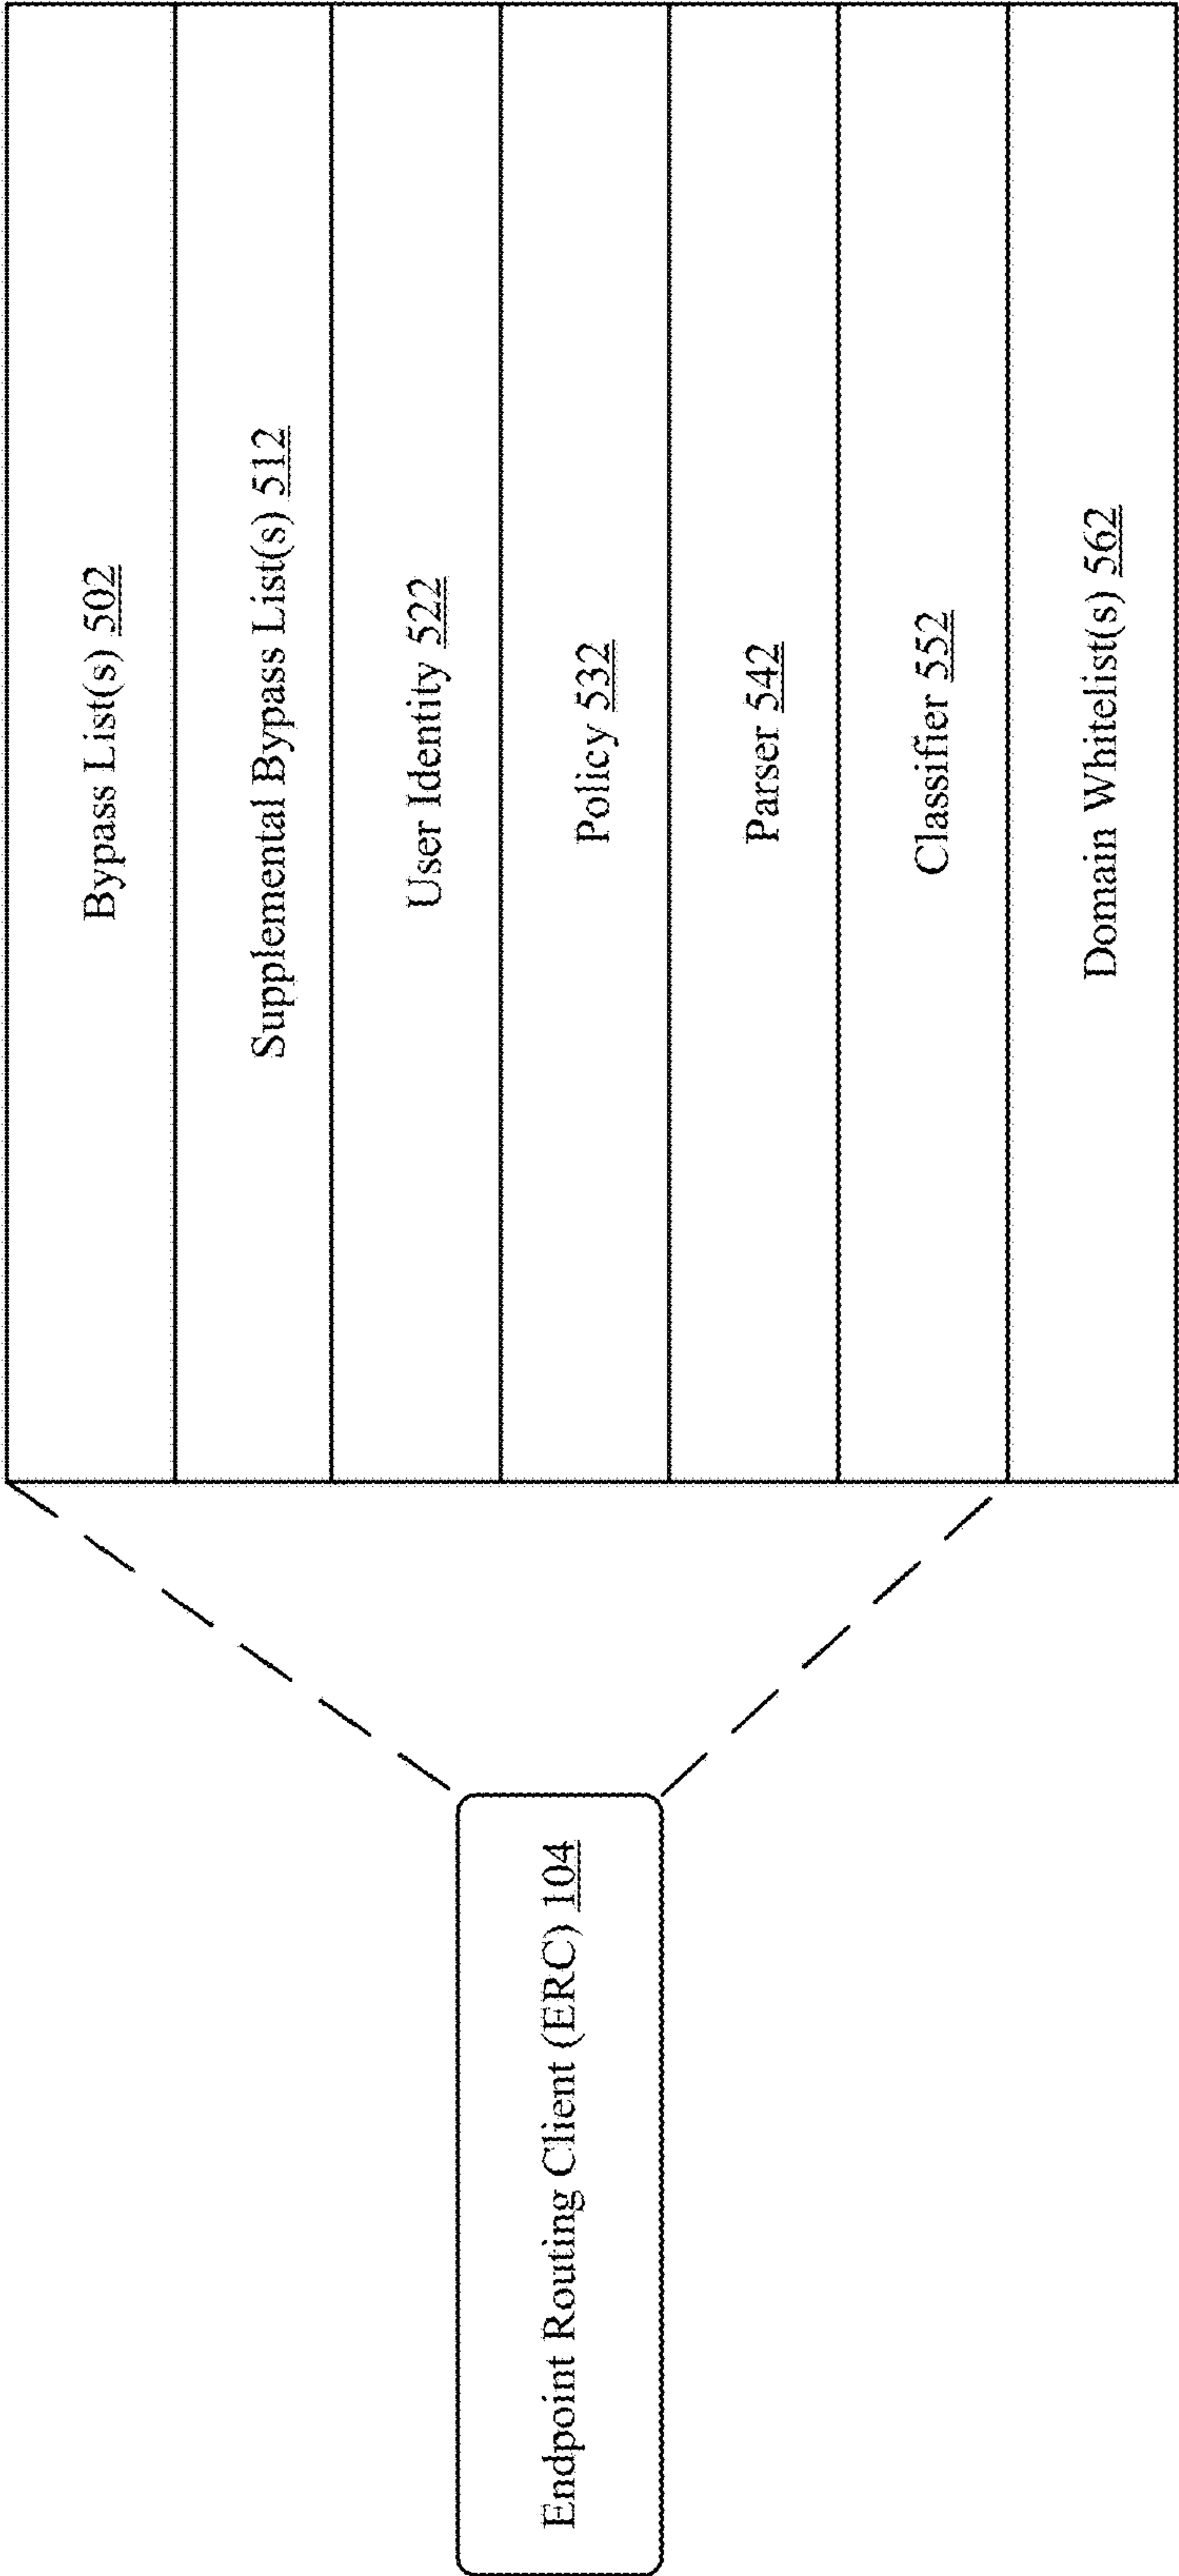 Endpoint Routing Client (ERC) 104
Bypass List(s) 502
Supplemental Bypass List(s) 512
User Identity 522
Policy 532
Parser 542
Classifier 552
Domain Whitelist(s) 562